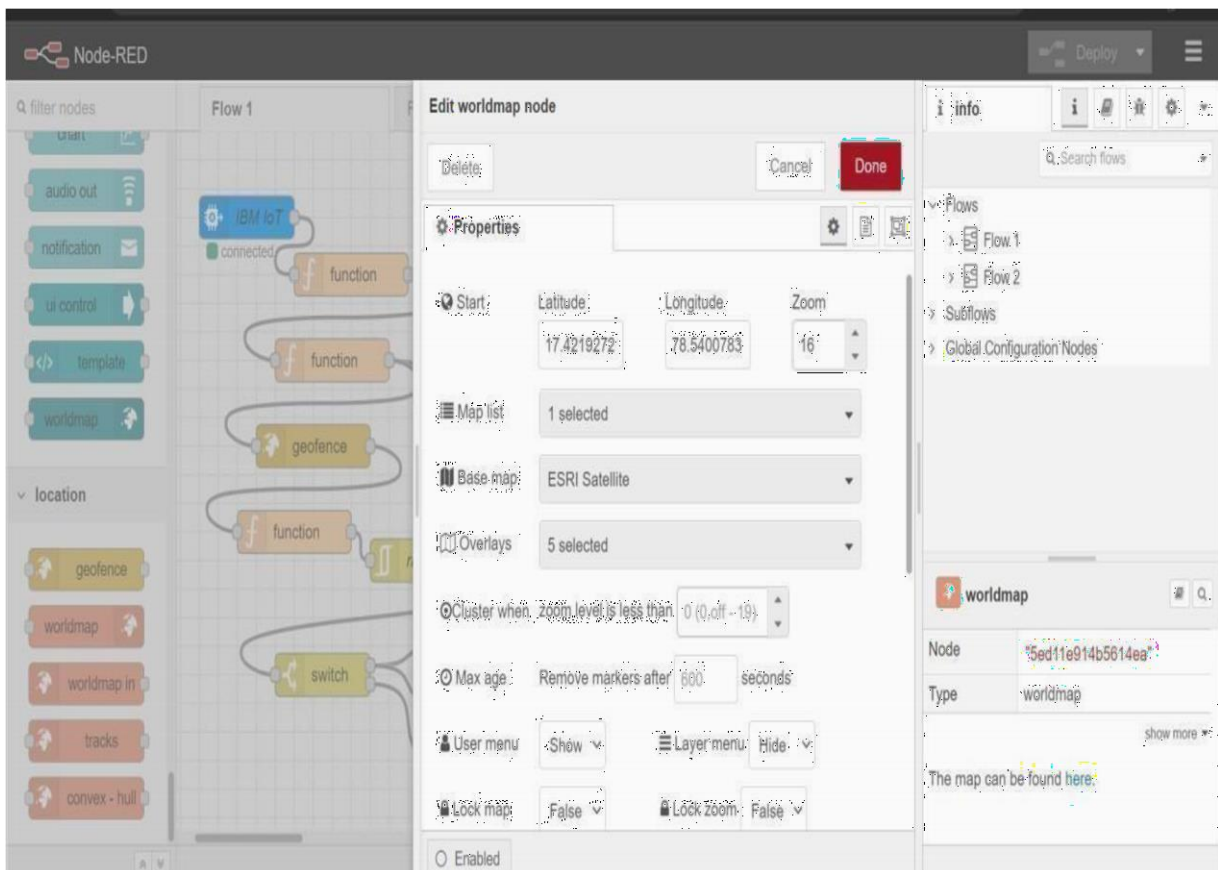 Node-RED
Deploy
filter nodes
chart
audio out
notification
ui control
</> template
worldmap
location
geofence
worldmap
worldmap in
tracks
convex - hull
Flow 1
IBM IoT
connected
function
function
geofence
function
switch
Edit worldmap node
Delete
Cancel
Done
Properties
Start
Latitude
Longitude
Zoom
17.4219272
78.5400783
16
Map list
1 selected
Base map
ESRI Satellite
Overlays
5 selected
Cluster when zoom level is less than 0 (0,off - 19)
Max age
Remove markers after 600 seconds
User menu
Show
Layer menu
Hide
Lock map
False
Lock zoom
False
Enabled
info
Search flows
Flows
Flow 1
Flow 2
Subflows
Global Configuration Nodes
worldmap
Node
"5ed11e914b5614ea"
Type
worldmap
show more
The map can be found here.